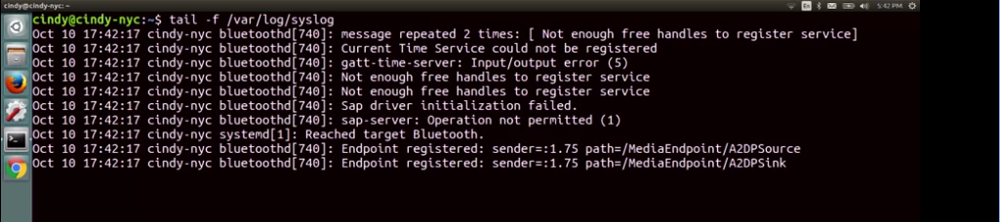 cindy@cindy-nyc: ~
En
5:42 PM
cindy@cindy-nyc:~$ tail -f /var/log/syslog
Oct 10 17:42:17 cindy-nyc bluetoothd[740]: message repeated 2 times: [ Not enough free handles to register service]
Oct 10 17:42:17 cindy-nyc bluetoothd[740]: Current Time Service could not be registered
Oct 10 17:42:17 cindy-nyc bluetoothd[740]: gatt-time-server: Input/output error (5)
Oct 10 17:42:17 cindy-nyc bluetoothd[740]: Not enough free handles to register service
Oct 10 17:42:17 cindy-nyc bluetoothd[740]: Not enough free handles to register service
Oct 10 17:42:17 cindy-nyc bluetoothd[740]: Sap driver initialization failed.
Oct 10 17:42:17 cindy-nyc bluetoothd[740]: sap-server: Operation not permitted (1)
Oct 10 17:42:17 cindy-nyc systemd[1]: Reached target Bluetooth.
Oct 10 17:42:17 cindy-nyc bluetoothd[740]: Endpoint registered: sender=:1.75 path=/MediaEndpoint/A2DPSource
Oct 10 17:42:17 cindy-nyc bluetoothd[740]: Endpoint registered: sender=:1.75 path=/MediaEndpoint/A2DPSink